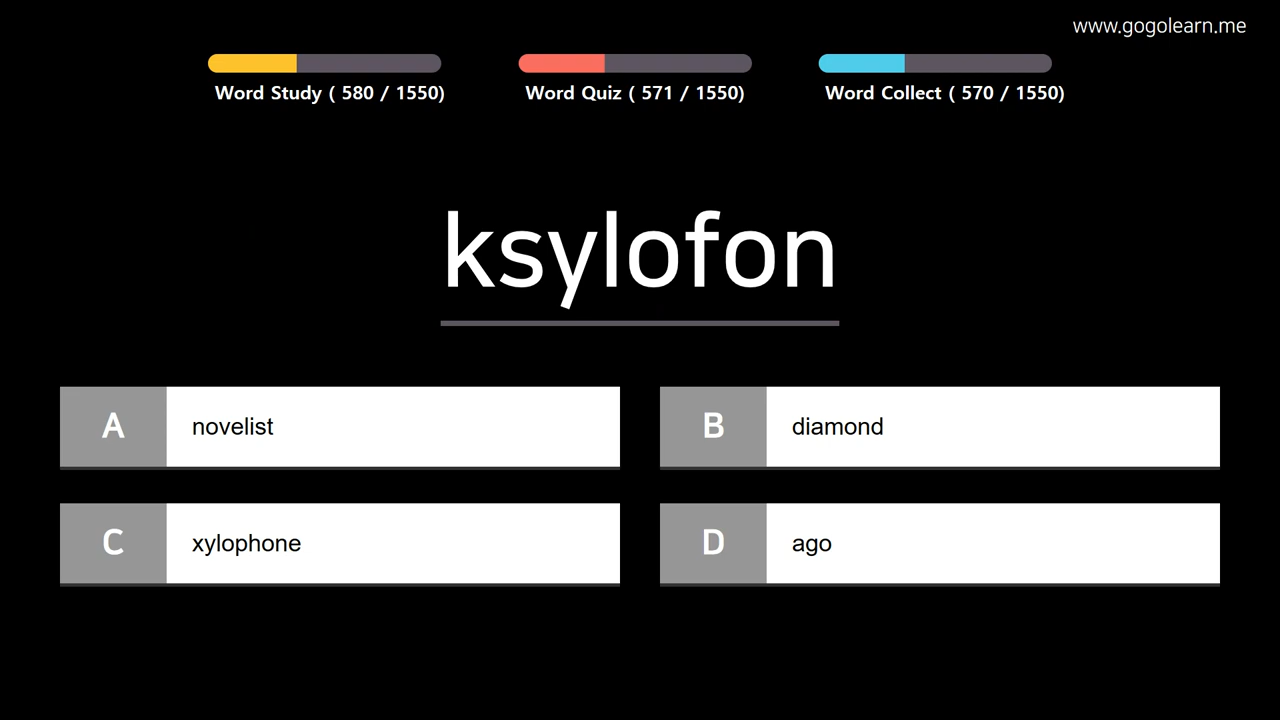 www.gogolearn.me
Word Study ( 580 / 1550)
Word Quiz ( 571 / 1550)
Word Collect ( 570 / 1550)
ksylofon
A novelist
B diamond
C xylophone
D ago